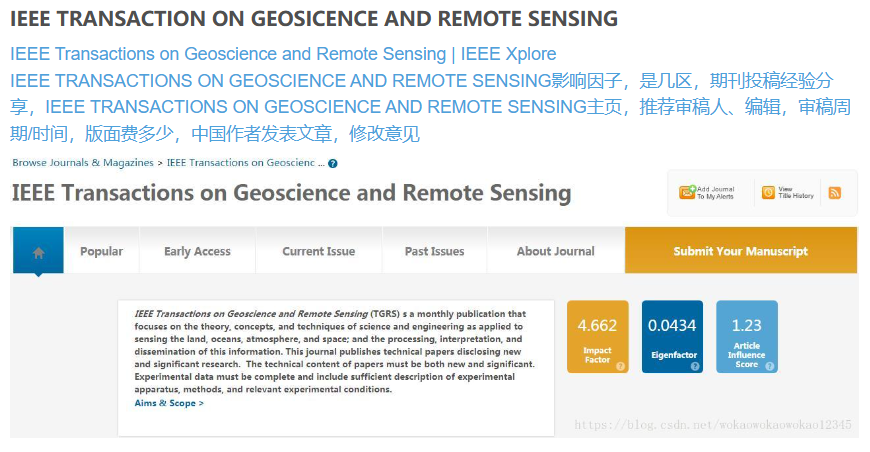 IEEE TRANSACTION ON GEOSICENCE AND REMOTE SENSING
IEEE Transactions on Geoscience and Remote Sensing | IEEE Xplore
IEEE TRANSACTIONS ON GEOSCIENCE AND REMOTE SENSING影响因子，是几区，期刊投稿经验分
享，IEEE TRANSACTIONS ON GEOSCIENCE AND REMOTE SENSING主页，推荐审稿人、编辑，审稿周
期/时间，版面费多少，中国作者发表文章，修改意见
Browse Journals & Magazines > IEEE Transactions on Geoscienc ... ?
IEEE Transactions on Geoscience and Remote Sensing
Add Journal
To My Alerts
View
Title History
Popular
Early Access
Current Issue
Past Issues
About Journal
Submit Your Manuscript
IEEE Transactions on Geoscience and Remote Sensing (TGRS) s a monthly publication that
focuses on the theory, concepts, and techniques of science and engineering as applied to
sensing the land, oceans, atmosphere, and space; and the processing, interpretation, and
dissemination of this information. This journal publishes technical papers disclosing new
and significant research. The technical content of papers must be both new and significant.
Experimental data must be complete and include sufficient description of experimental
apparatus, methods, and relevant experimental conditions.
Aims & Scope >
4.662
Impact
Factor
?
0.0434
Eigenfactor
?
1.23
Article
Influence
Score
?
https://blog.csdn.net/wokaowokaowokao12345